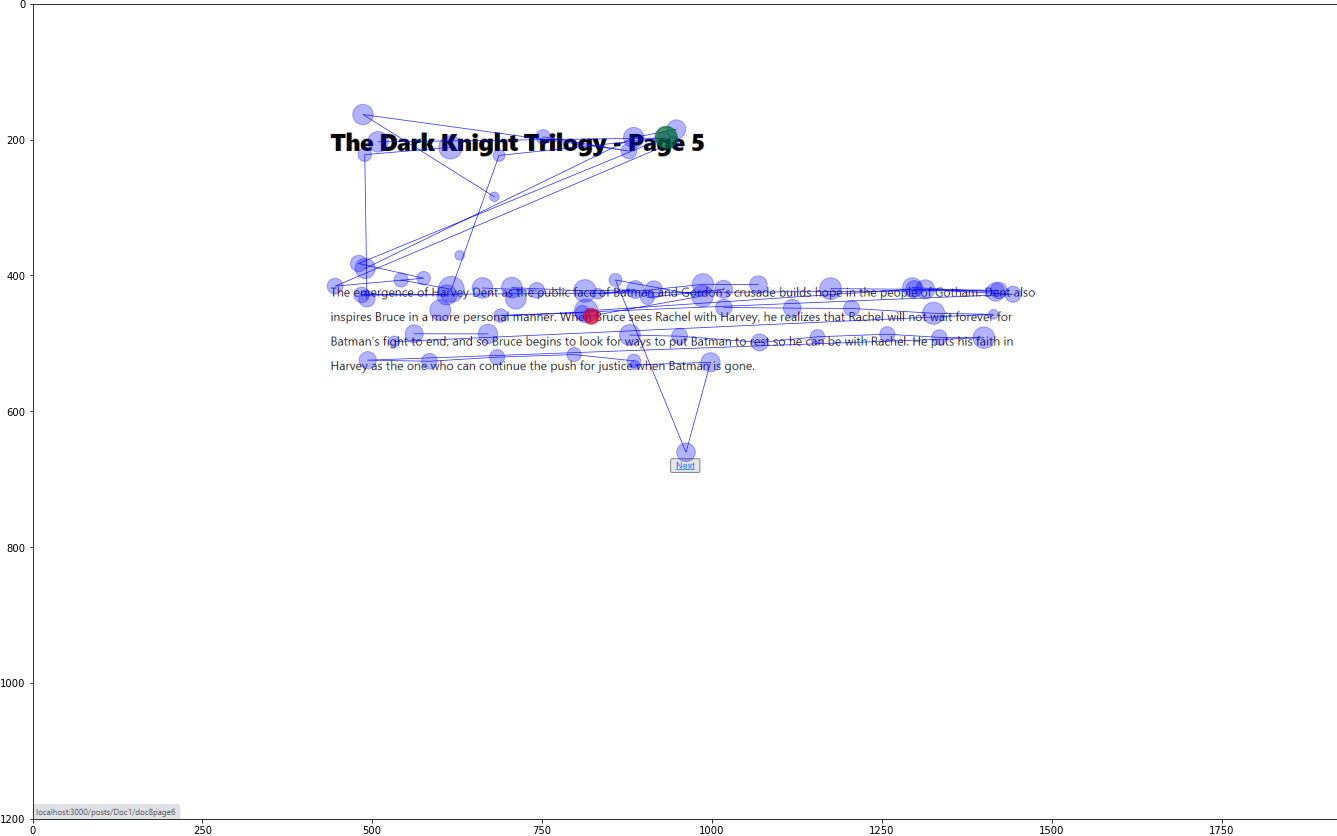 0
200
The Dark Knight Trilogy - Page 5
400
The emergence of Harvey Dent as the public face of Batman and Gordon's crusade builds hope in the people of Gotham. Dent also
inspires Bruce in a more personal manner. When Bruce sees Rachel with Harvey, he realizes that Rachel will not wait forever for
Batman's fight to end, and so Bruce begins to look for ways to put Batman to rest so he can be with Rachel. He puts his faith in
Harvey as the one who can continue the push for justice when Batman is gone.
600
Next
800
1000
localhost:3000/posts/Doc1/doc8page6
1200
0 250 500 750 1000 1250 1500 1750